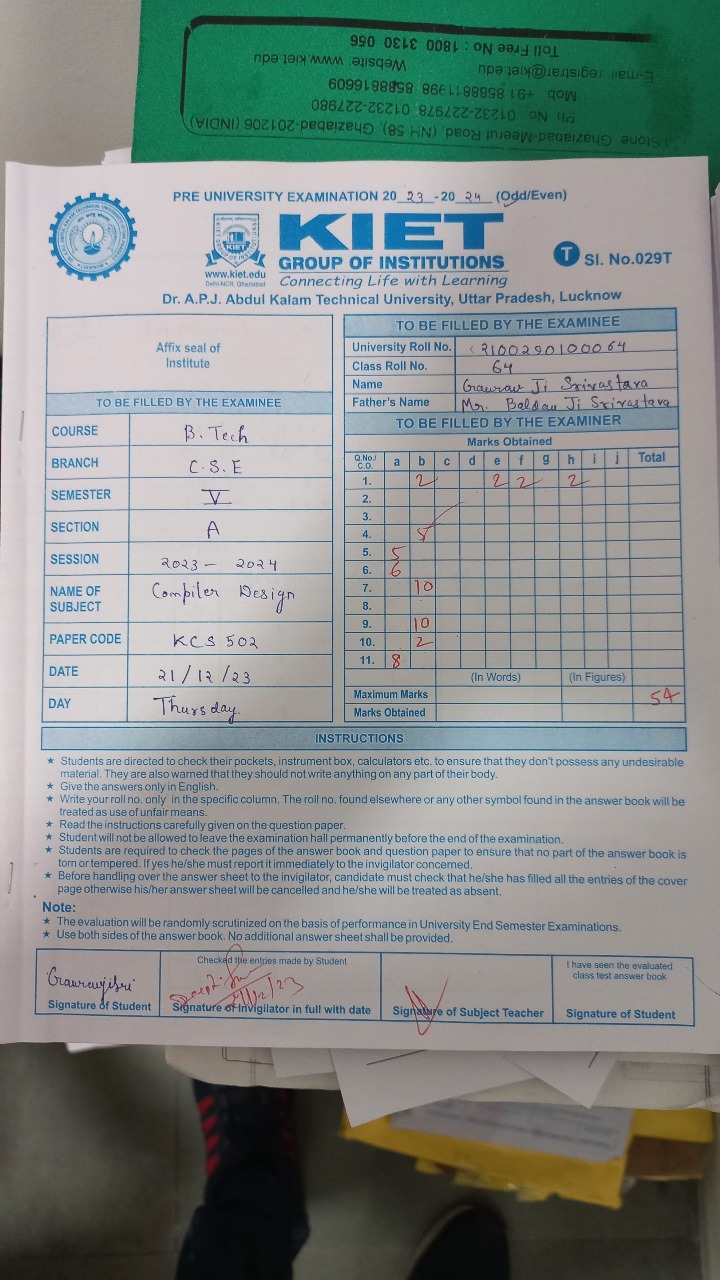 Toll Free No : 1800 3130 056
E-mail: registrar@kiet.edu Website: www.kiet.edu
Mob. +91 8588811998, 8588816609
Ph. No. 01232-227978, 01232-227980
Stone Ghaziabad-Meerut Road, (NH 58), Ghaziabad-201206 (INDIA)
PRE UNIVERSITY EXAMINATION 2023-2024 (Odd/Even)
KIET
GROUP OF INSTITUTIONS
Connecting Life with Learning
www.kiet.edu
Delhi-NCR, Ghaziabad
T Sl. No.029T
Dr. A.P.J. Abdul Kalam Technical University, Uttar Pradesh, Lucknow
Affix seal of
Institute
TO BE FILLED BY THE EXAMINEE
COURSE B. Tech
BRANCH C.S.E
SEMESTER V
SECTION A
SESSION 2023 - 2024
NAME OF
SUBJECT Compiler Design
PAPER CODE KCS 502
DATE 21/12/23
DAY Thursday
TO BE FILLED BY THE EXAMINEE
University Roll No. 2100290100064
Class Roll No. 64
Name Gaurav Ji Srivastava
Father's Name Mr. Baldau Ji Srivastava
TO BE FILLED BY THE EXAMINER
Marks Obtained
Q.No./ C.O. a b c d e f g h i j Total
1. 2 2 2 2
2.
3.
4.
5. 5
6. 6
7. 10
8.
9. 10
10. 2
11. 8
(In Words) (In Figures)
Maximum Marks 54
Marks Obtained
INSTRUCTIONS
★ Students are directed to check their pockets, instrument box, calculators etc. to ensure that they don't possess any undesirable
material. They are also warned that they should not write anything on any part of their body.
★ Give the answers only in English.
★ Write your roll no. only in the specific column. The roll no. found elsewhere or any other symbol found in the answer book will be
treated as use of unfair means.
★ Read the instructions carefully given on the question paper.
★ Student will not be allowed to leave the examination hall permanently before the end of the examination.
★ Students are required to check the pages of the answer book and question paper to ensure that no part of the answer book is
torn or tempered. If yes he/she must report it immediately to the invigilator concerned.
★ Before handling over the answer sheet to the invigilator, candidate must check that he/she has filled all the entries of the cover
page otherwise his/her answer sheet will be cancelled and he/she will be treated as absent.
Note:
★ The evaluation will be randomly scrutinized on the basis of performance in University End Semester Examinations.
★ Use both sides of the answer book. No additional answer sheet shall be provided.
Signature of Student
Checked the entries made by Student
Signature of Invigilator in full with date
Signature of Subject Teacher
I have seen the evaluated
class test answer book
Signature of Student